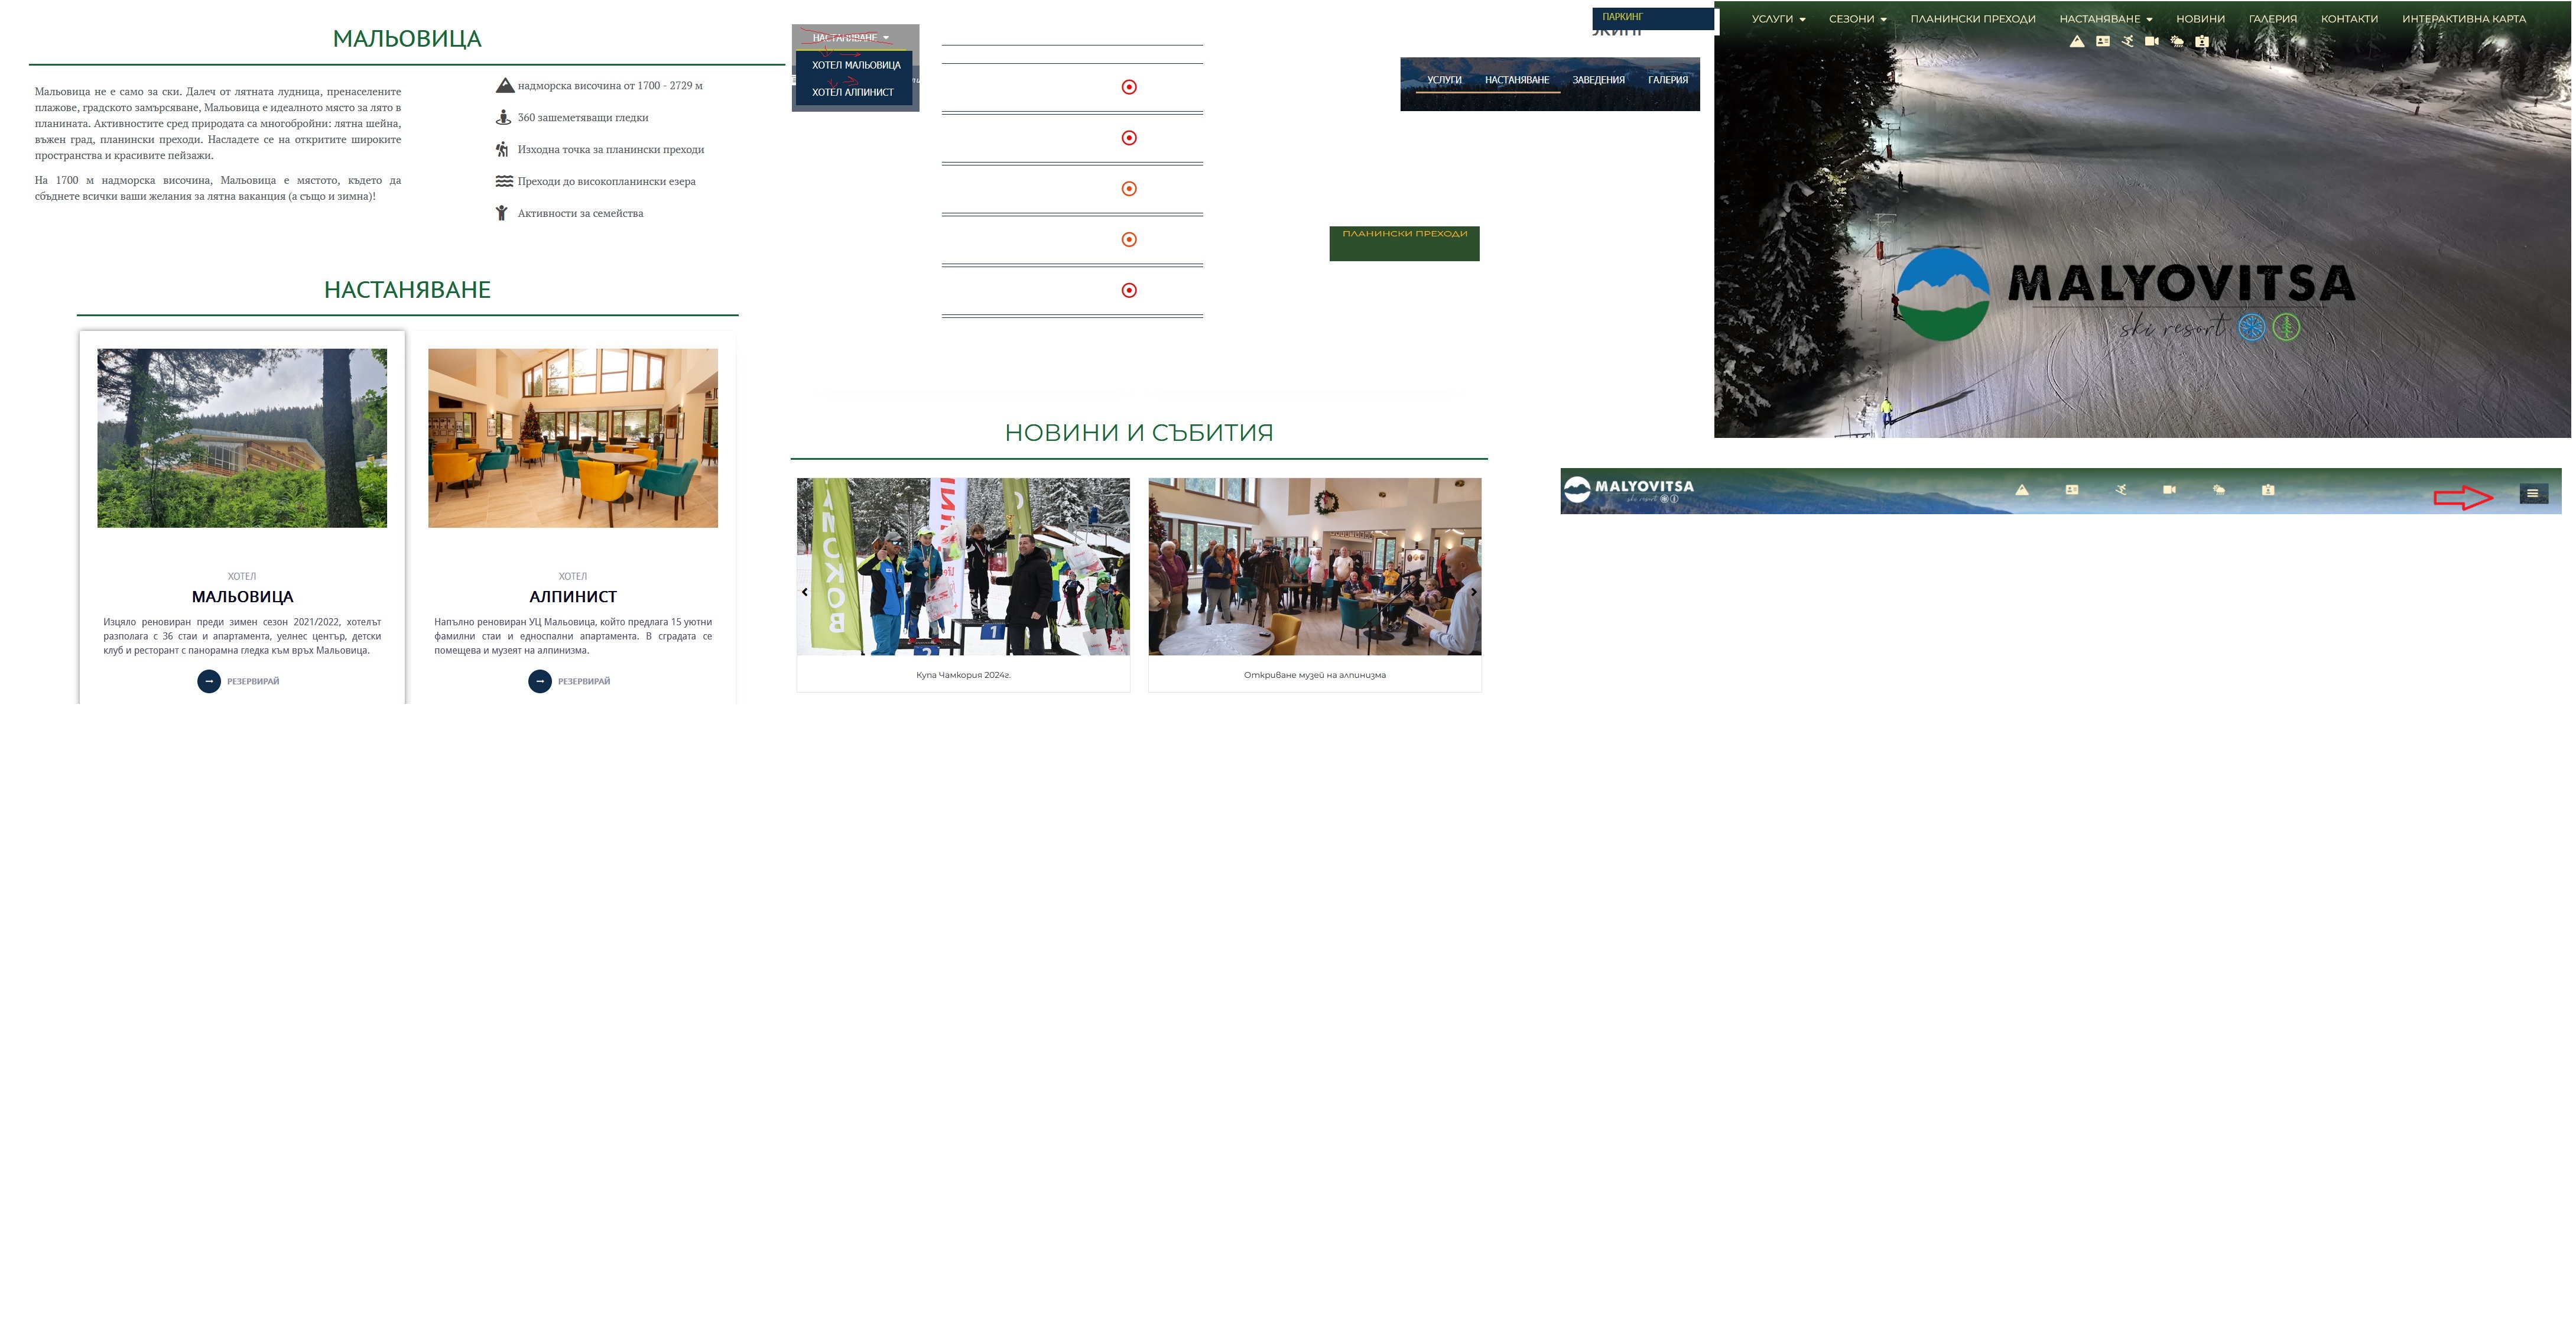 МАЛЬОВИЦА
Мальовица не е само за ски. Далеч от лятната лудница, пренаселените
плажове, градското замърсяване, Мальовица е идеалното място за лято в
планината. Активностите сред природата са многобройни: лятна шейна,
въжен град, планински преходи. Насладете се на откритите широките
пространства и красивите пейзажи.
На 1700 м надморска височина, Мальовица е мястото, където да
сбъднете всички ваши желания за лятна ваканция (а също и зимна)!
надморска височина от 1700 - 2729 м
360 зашеметяващи гледки
Изходна точка за планински преходи
Преходи до високопланински езера
Активности за семейства
НАСТАНЯВАНЕ
ХОТЕЛ
МАЛЬОВИЦА
Изцяло реновиран преди зимен сезон 2021/2022, хотелът
разполага с 36 стаи и апартамента, уелнес център, детски
клуб и ресторант с панорамна гледка към връх Мальовица.
РЕЗЕРВИРАЙ
ХОТЕЛ
АЛПИНИСТ
Напълно реновиран УЦ Мальовица, който предлага 15 уютни
фамилни стаи и едноспални апартамента. В сградата се
помещева и музеят на алпинизма.
РЕЗЕРВИРАЙ
НАСТАНЯВАНЕ
ХОТЕЛ МАЛЬОВИЦА
ХОТЕЛ АЛПИНИСТ
НОВИНИ И СЪБИТИЯ
1
2
Купа Чамкория 2024г.
Откриване музей на алпинизма
ПАРКИНГ
УСЛУГИ НАСТАНЯВАНЕ ЗАВЕДЕНИЯ ГАЛЕРИЯ
ПЛАНИНСКИ ПРЕХОДИ
УСЛУГИ СЕЗОНИ ПЛАНИНСКИ ПРЕХОДИ НАСТАНЯВАНЕ НОВИНИ ГАЛЕРИЯ КОНТАКТИ ИНТЕРАКТИВНА КАРТА
MALYOVITSA
ski resort
MALYOVITSA
ski resort